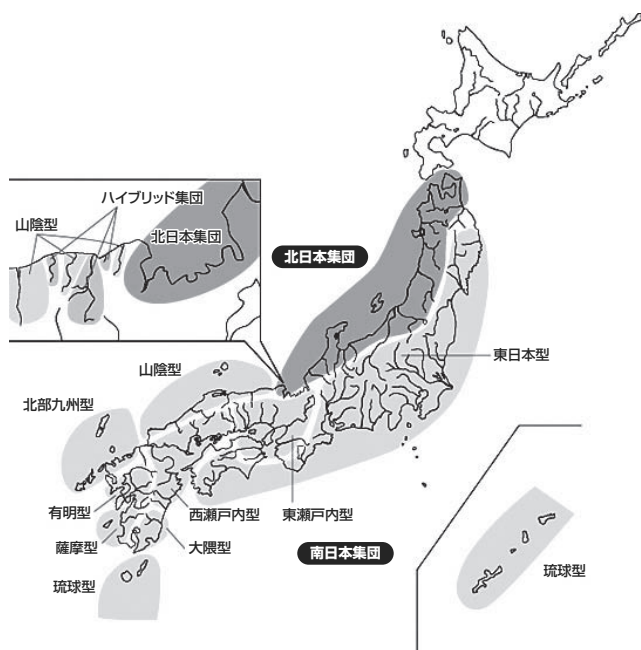 ハイブリッド集団
山陰型
北日本集団
北日本集団
東日本型
山陰型
北部九州型
有明型
西瀬戸内型
東瀬戸内型
薩摩型
大隈型
南日本集団
琉球型
琉球型